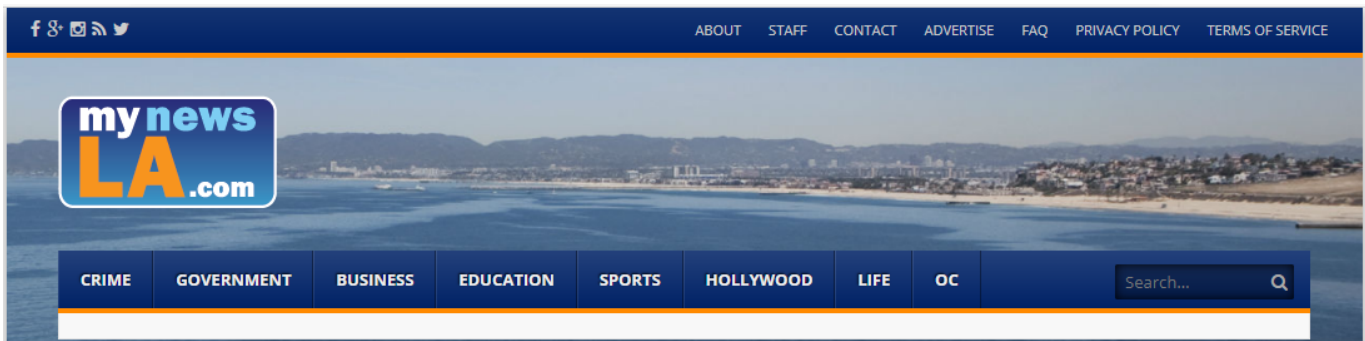 ABOUT STAFF CONTACT ADVERTISE FAQ PRIVACY POLICY TERMS OF SERVICE
my news
LA.com
CRIME GOVERNMENT BUSINESS EDUCATION SPORTS HOLLYWOOD LIFE OC Search...